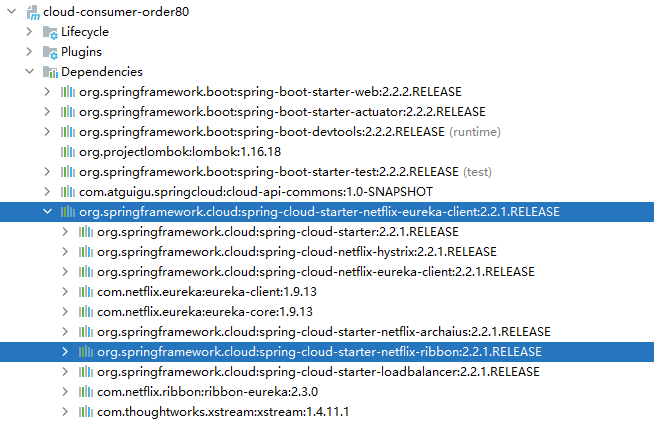 cloud-consumer-order80
Lifecycle
Plugins
Dependencies
org.springframework.boot:spring-boot-starter-web:2.2.2.RELEASE
org.springframework.boot:spring-boot-starter-actuator:2.2.2.RELEASE
org.springframework.boot:spring-boot-devtools:2.2.2.RELEASE (runtime)
org.projectlombok:lombok:1.16.18
org.springframework.boot:spring-boot-starter-test:2.2.2.RELEASE (test)
com.atguigu.springcloud:cloud-api-commons:1.0-SNAPSHOT
org.springframework.cloud:spring-cloud-starter-netflix-eureka-client:2.2.1.RELEASE
org.springframework.cloud:spring-cloud-starter:2.2.1.RELEASE
org.springframework.cloud:spring-cloud-netflix-hystrix:2.2.1.RELEASE
org.springframework.cloud:spring-cloud-netflix-eureka-client:2.2.1.RELEASE
com.netflix.eureka:eureka-client:1.9.13
com.netflix.eureka:eureka-core:1.9.13
org.springframework.cloud:spring-cloud-starter-netflix-archaius:2.2.1.RELEASE
org.springframework.cloud:spring-cloud-starter-netflix-ribbon:2.2.1.RELEASE
org.springframework.cloud:spring-cloud-starter-loadbalancer:2.2.1.RELEASE
com.netflix.ribbon:ribbon-eureka:2.3.0
com.thoughtworks.xstream:xstream:1.4.11.1